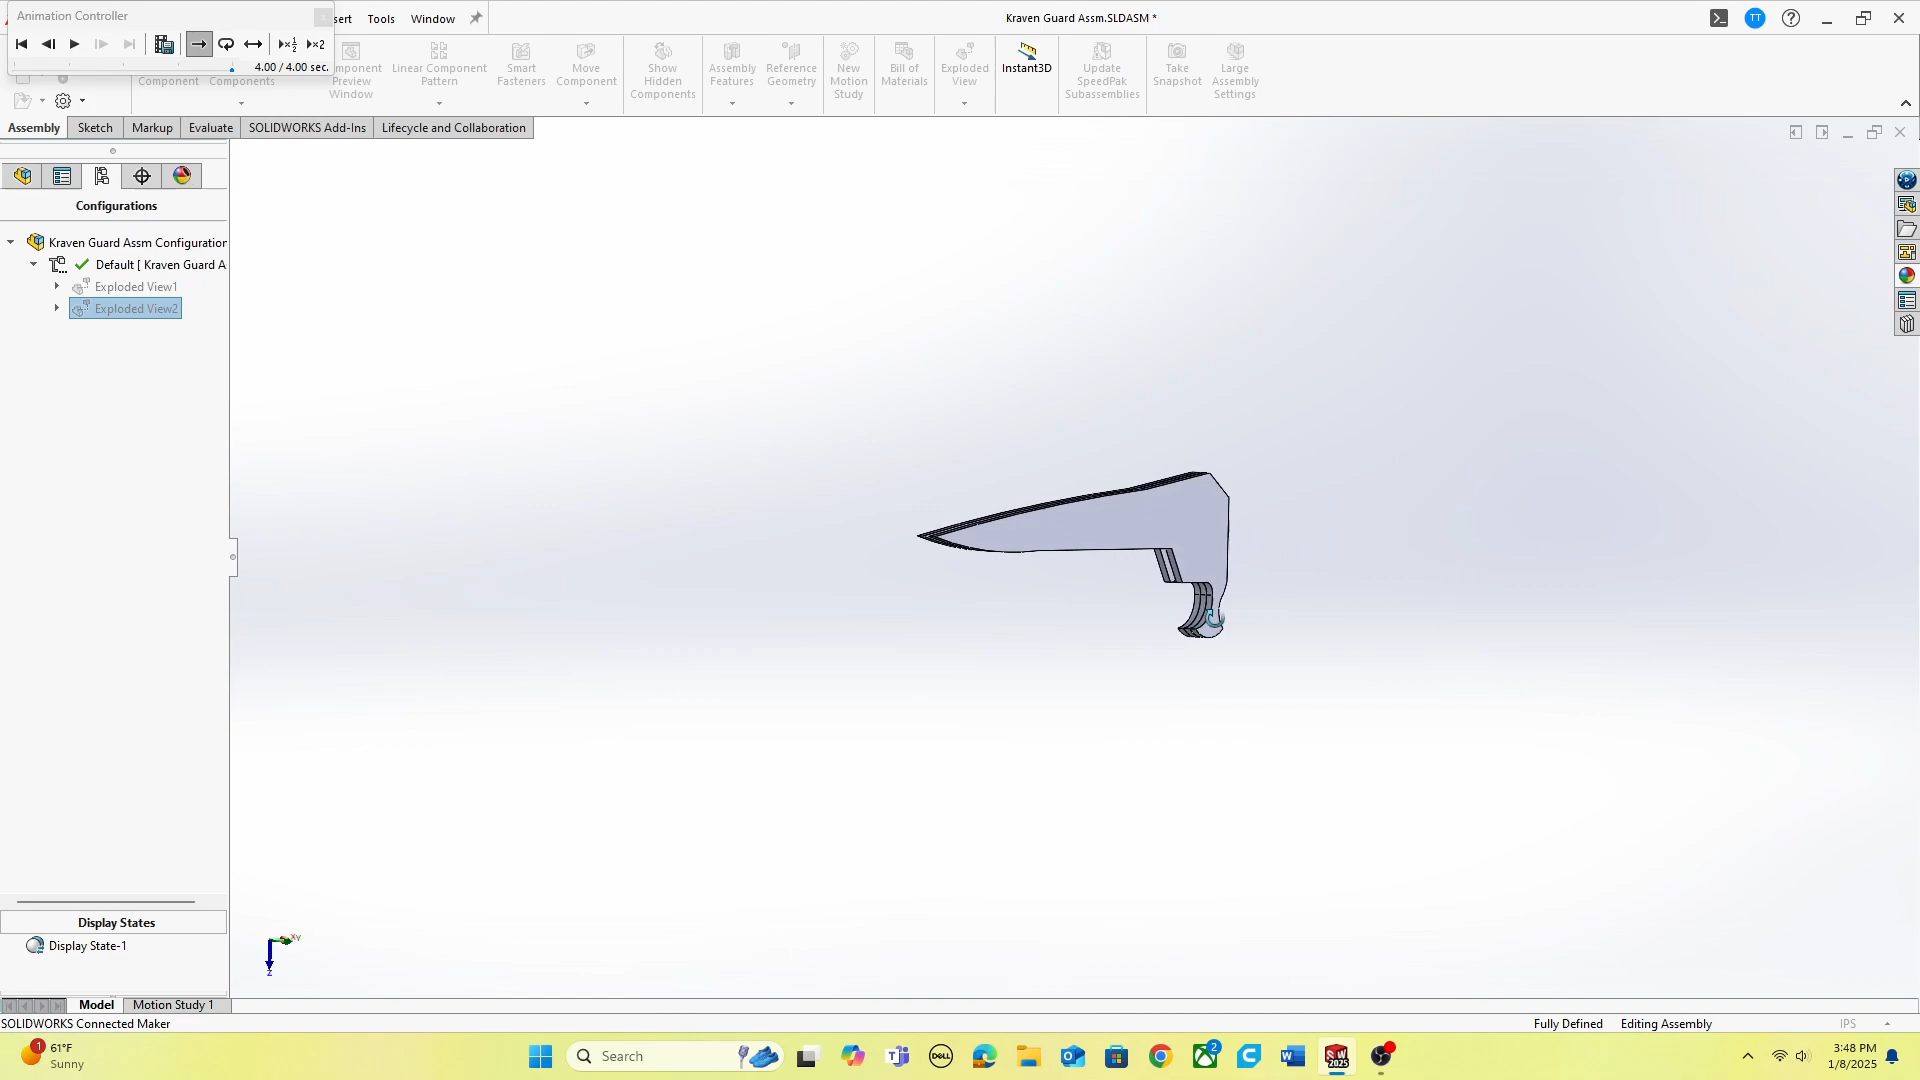 Animation Controller
sert
Tools
Window
Kraven Guard Assm.SLDASM *
TT
4.00 / 4.00 sec.
Component
Components
mponent
Preview
Window
Linear Component
Pattern
Smart
Fasteners
Move
Component
Show
Hidden
Components
Assembly
Features
Reference
Geometry
New
Motion
Study
Bill of
Materials
Exploded
View
Instant3D
Update
SpeedPak
Subassemblies
Take
Snapshot
Large
Assembly
Settings
Assembly
Sketch
Markup
Evaluate
SOLIDWORKS Add-Ins
Lifecycle and Collaboration
Configurations
Kraven Guard Assm Configuration
Default [ Kraven Guard A
Exploded View1
Exploded View2
Display States
Display State-1
Model
Motion Study 1
SOLIDWORKS Connected Maker
Fully Defined
Editing Assembly
IPS
1
61°F
Sunny
Search
DELL
2
3:48 PM
1/8/2025